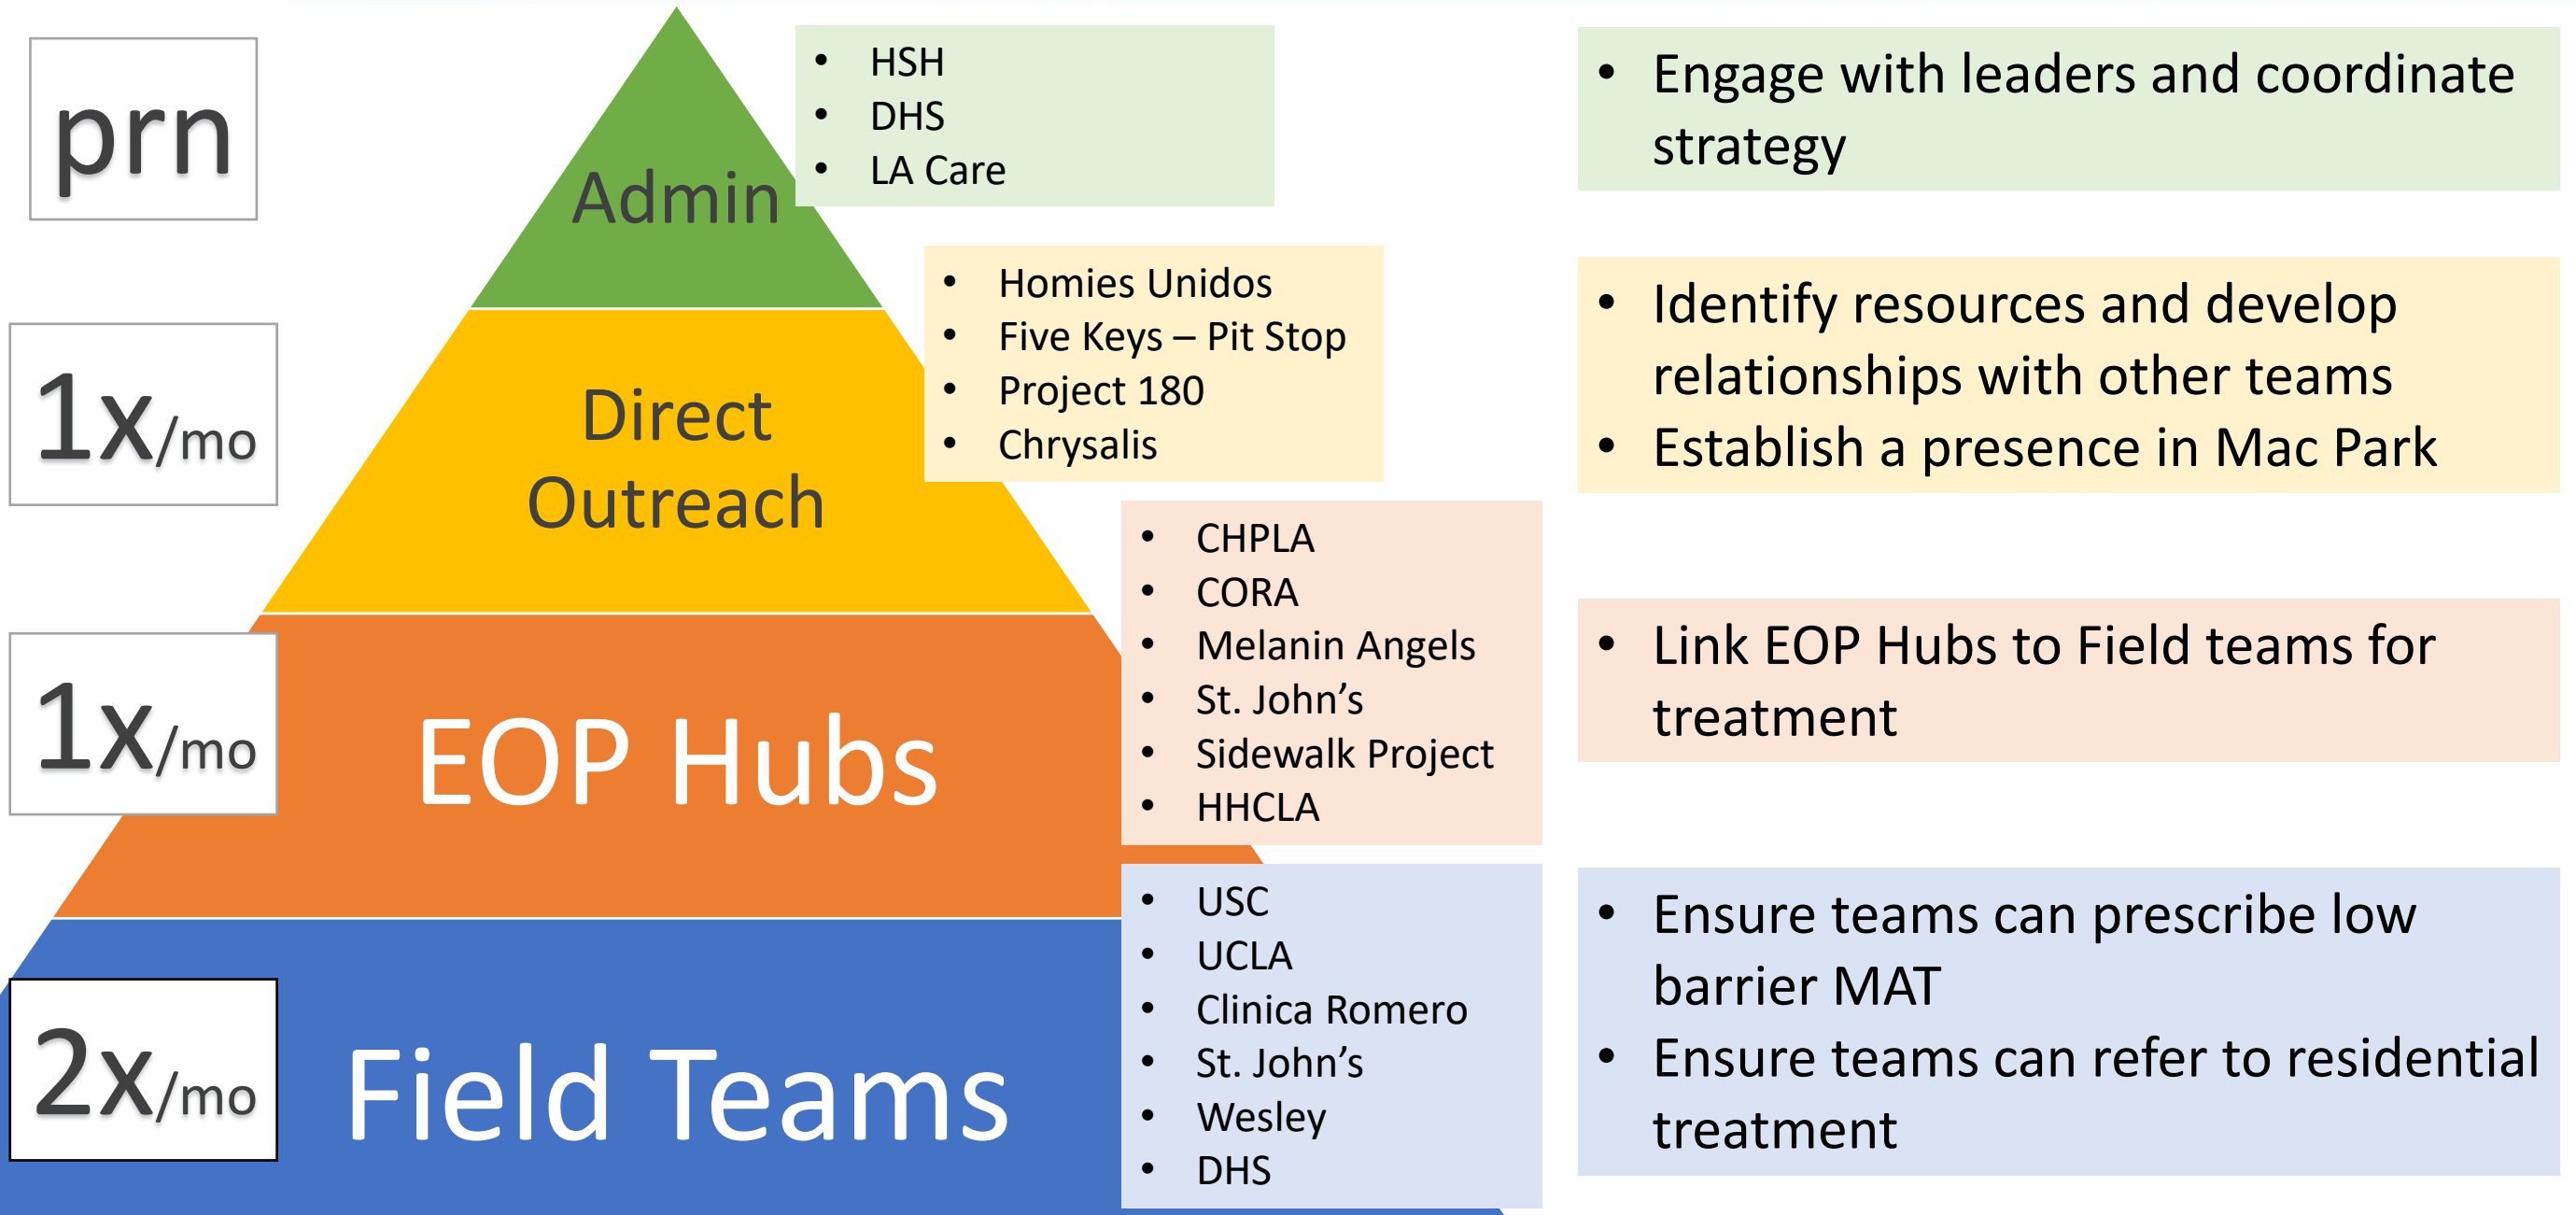 prn
Admin
• HSH
• DHS
• LA Care
• Engage with leaders and coordinate
strategy
1x/mo
Direct
Outreach
• Homies Unidos
• Five Keys – Pit Stop
• Project 180
• Chrysalis
• Identify resources and develop
relationships with other teams
• Establish a presence in Mac Park
1x/mo
EOP Hubs
• CHPLA
• CORA
• Melanin Angels
• St. John’s
• Sidewalk Project
• HHCLA
• Link EOP Hubs to Field teams for
treatment
2x/mo
Field Teams
• USC
• UCLA
• Clinica Romero
• St. John’s
• Wesley
• DHS
• Ensure teams can prescribe low
barrier MAT
• Ensure teams can refer to residential
treatment